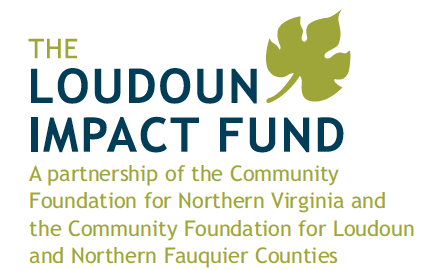 THE
LOUDOUN
IMPACT FUND
A partnership of the Community
Foundation for Northern Virginia and
the Community Foundation for Loudoun
and Northern Fauquier Counties